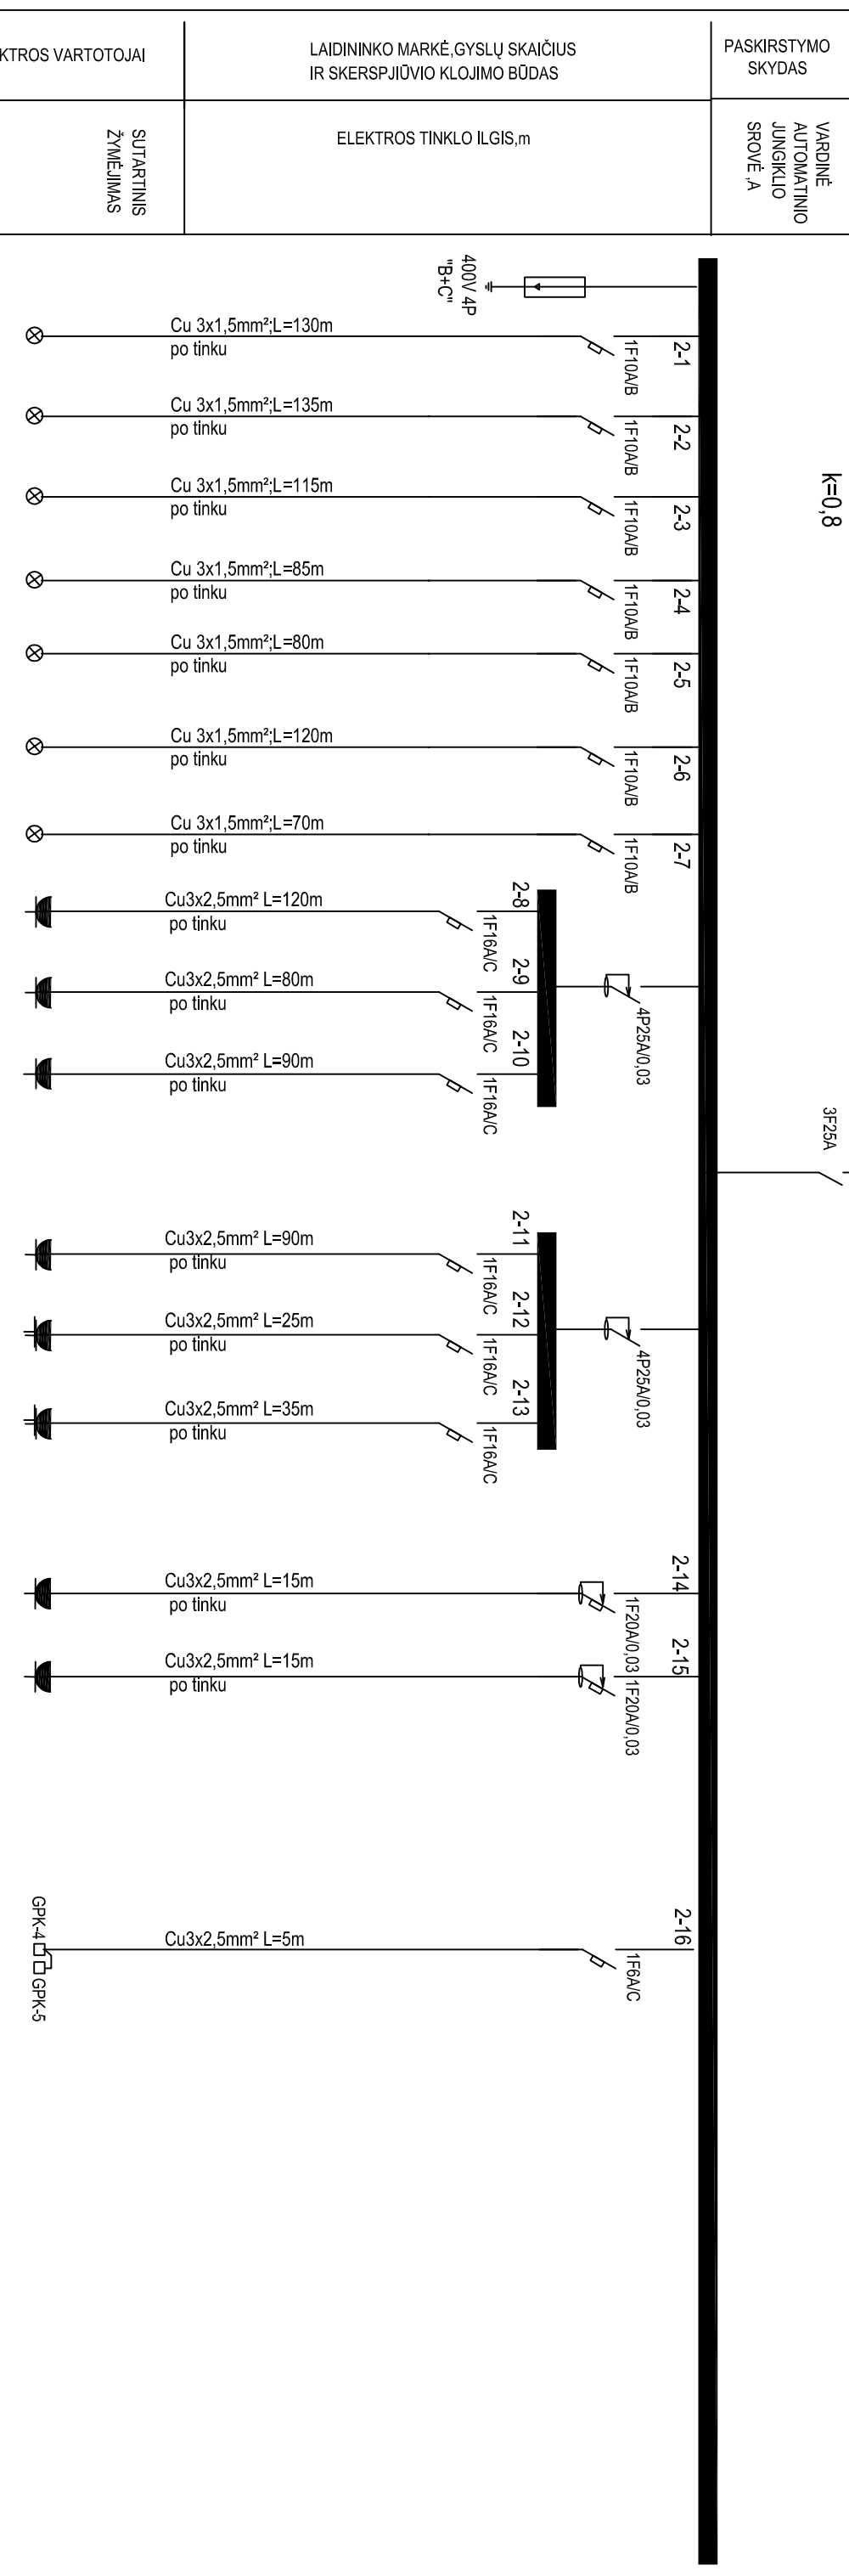 KTROS VARTOTOJAI
LAIDININKO MARKĖ,GYSLŲ SKAIČIUS
IR SKERSPJIŪVIO KLOJIMO BŪDAS
PASKIRSTYMO
SKYDAS
SUTARTINIS
ŽYMĖJIMAS
ELEKTROS TINKLO ILGIS,m
VARDINĖ
AUTOMATINIO
JUNGIKLIO
SROVĖ ,A
400V 4P
"B+C"
k=0,8
Cu 3x1,5mm²;L=130m
po tinku
1F10A/B
2-1
Cu 3x1,5mm²;L=135m
po tinku
1F10A/B
2-2
Cu 3x1,5mm²;L=115m
po tinku
1F10A/B
2-3
Cu 3x1,5mm²;L=85m
po tinku
1F10A/B
2-4
Cu 3x1,5mm²;L=80m
po tinku
1F10A/B
2-5
Cu 3x1,5mm²;L=120m
po tinku
1F10A/B
2-6
Cu 3x1,5mm²;L=70m
po tinku
1F10A/B
2-7
Cu3x2,5mm² L=120m
po tinku
1F16A/C
2-8
Cu3x2,5mm² L=80m
po tinku
1F16A/C
2-9
4P25A/0,03
Cu3x2,5mm² L=90m
po tinku
1F16A/C
2-10
3F25A
Cu3x2,5mm² L=90m
po tinku
1F16A/C
2-11
Cu3x2,5mm² L=25m
po tinku
1F16A/C
2-12
4P25A/0,03
Cu3x2,5mm² L=35m
po tinku
1F16A/C
2-13
Cu3x2,5mm² L=15m
po tinku
1F20A/0,03
2-14
Cu3x2,5mm² L=15m
po tinku
1F20A/0,03
2-15
Cu3x2,5mm² L=5m
1F6A/C
2-16
GPK-4
GPK-5